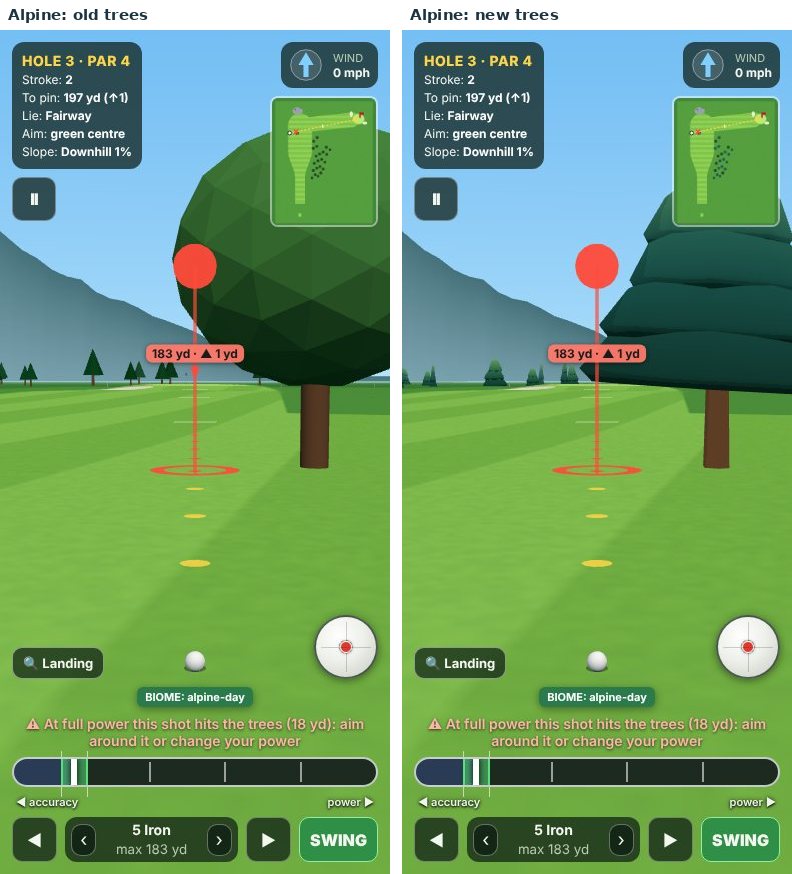 Alpine: old trees
HOLE 3 · PAR 4
Stroke: 2
To pin: 197 yd (↑1)
Lie: Fairway
Aim: green centre
Slope: Downhill 1%
WIND
0 mph
183 yd · ▲ 1 yd
🔍 Landing
BIOME: alpine-day
⚠ At full power this shot hits the trees (18 yd): aim
around it or change your power
◀ accuracy
power ▶
5 Iron
max 183 yd
SWING
Alpine: new trees
HOLE 3 · PAR 4
Stroke: 2
To pin: 197 yd (↑1)
Lie: Fairway
Aim: green centre
Slope: Downhill 1%
WIND
0 mph
183 yd · ▲ 1 yd
🔍 Landing
BIOME: alpine-day
⚠ At full power this shot hits the trees (18 yd): aim
around it or change your power
◀ accuracy
power ▶
5 Iron
max 183 yd
SWING